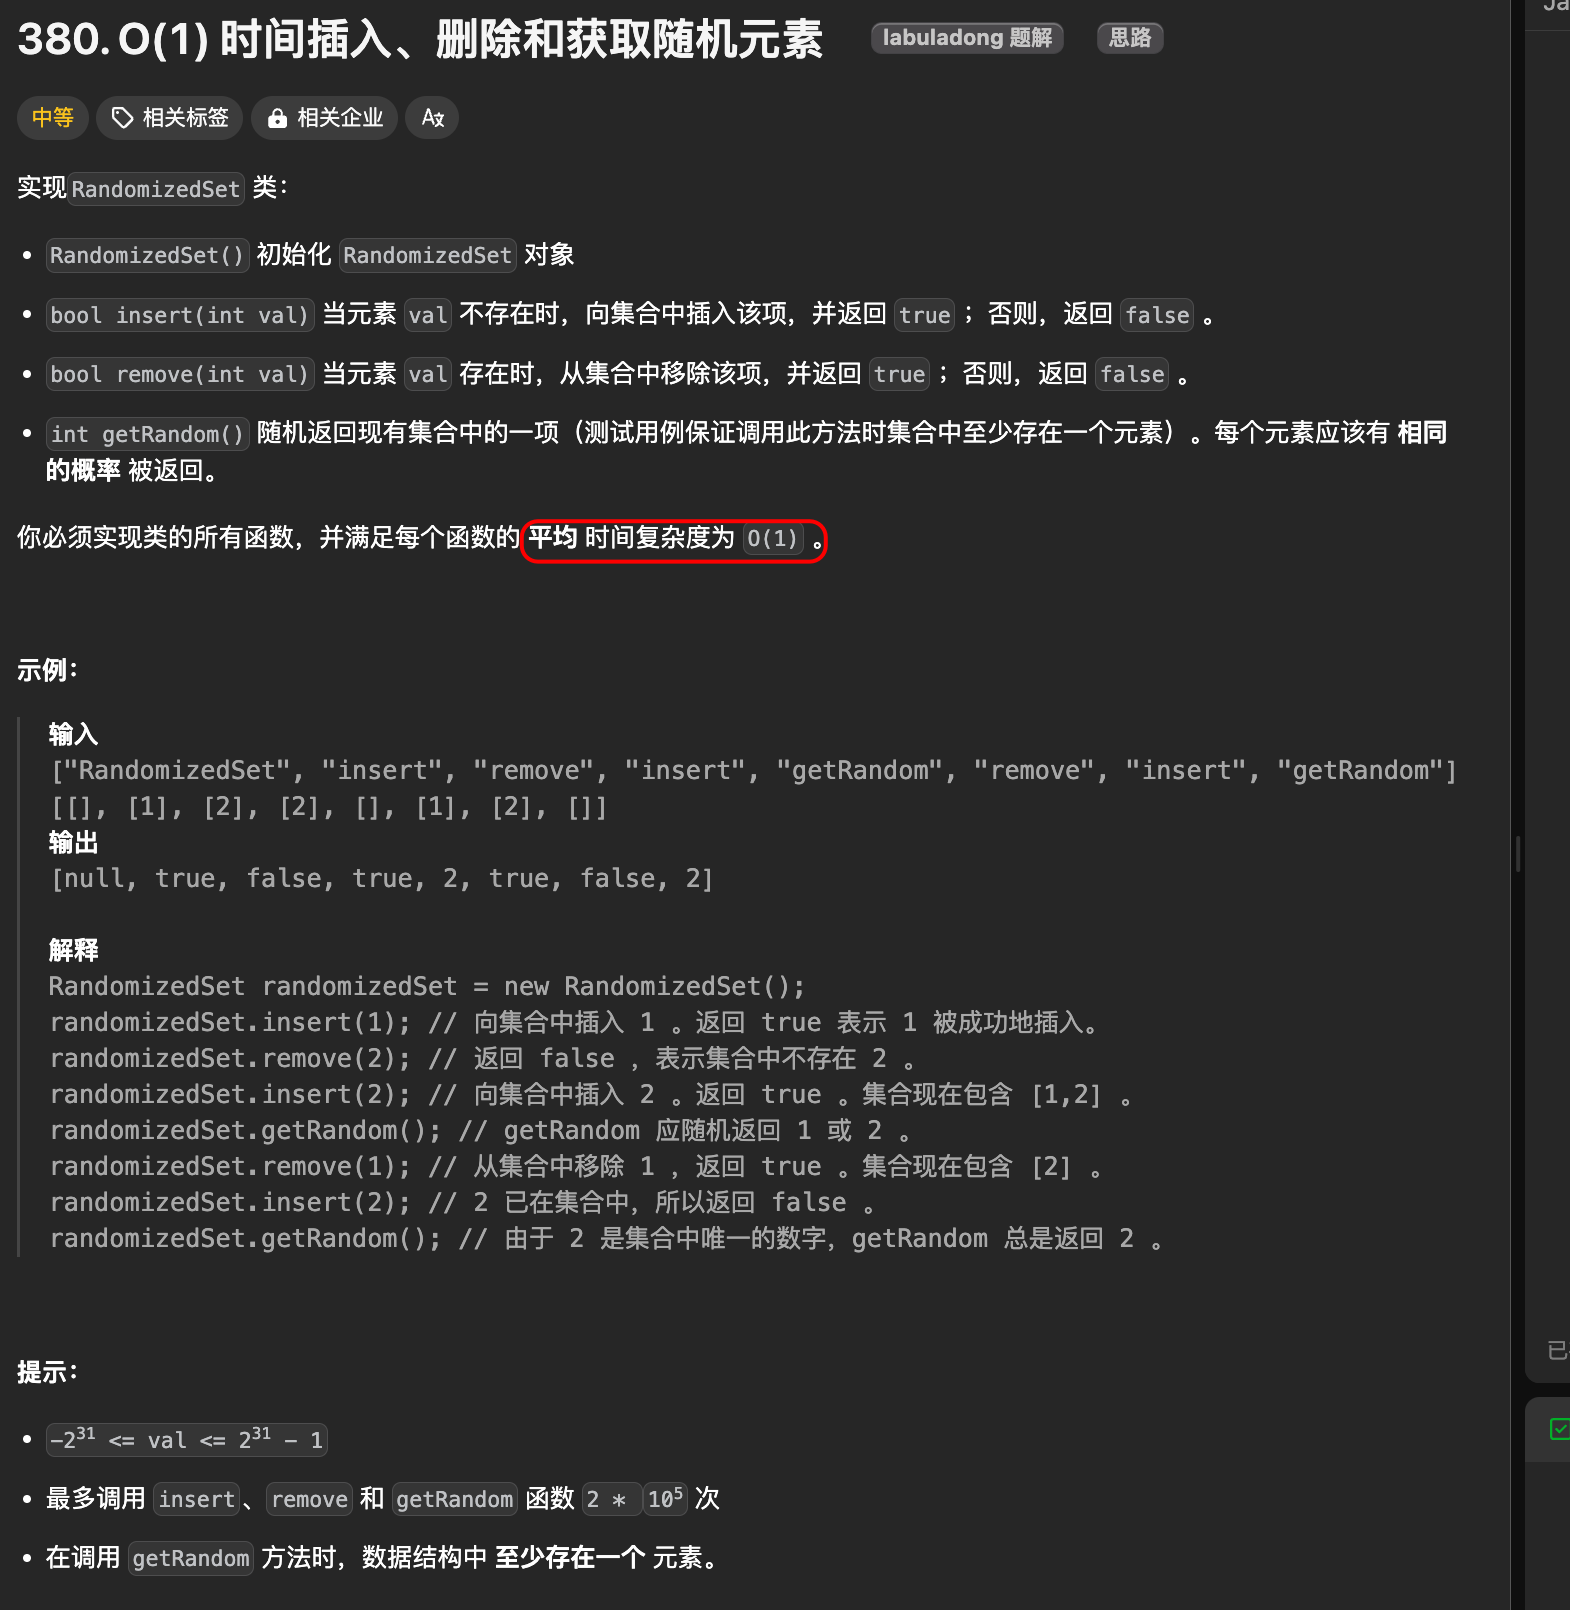 380. O(1) 时间插入、删除和获取随机元素 labuladong 题解 思路
中等 相关标签 相关企业
实现 RandomizedSet 类：
• RandomizedSet() 初始化 RandomizedSet 对象
• bool insert(int val) 当元素 val 不存在时，向集合中插入该项，并返回 true ；否则，返回 false 。
• bool remove(int val) 当元素 val 存在时，从集合中移除该项，并返回 true ；否则，返回 false 。
• int getRandom() 随机返回现有集合中的一项（测试用例保证调用此方法时集合中至少存在一个元素）。每个元素应该有 相同
的概率 被返回。
你必须实现类的所有函数，并满足每个函数的 平均 时间复杂度为 O(1) 。
示例：
输入
["RandomizedSet", "insert", "remove", "insert", "getRandom", "remove", "insert", "getRandom"]
[[], [1], [2], [2], [], [1], [2], []]
输出
[null, true, false, true, 2, true, false, 2]
解释
RandomizedSet randomizedSet = new RandomizedSet();
randomizedSet.insert(1); // 向集合中插入 1 。返回 true 表示 1 被成功地插入。
randomizedSet.remove(2); // 返回 false ，表示集合中不存在 2 。
randomizedSet.insert(2); // 向集合中插入 2 。返回 true 。集合现在包含 [1,2] 。
randomizedSet.getRandom(); // getRandom 应随机返回 1 或 2 。
randomizedSet.remove(1); // 从集合中移除 1 ，返回 true 。集合现在包含 [2] 。
randomizedSet.insert(2); // 2 已在集合中，所以返回 false 。
randomizedSet.getRandom(); // 由于 2 是集合中唯一的数字，getRandom 总是返回 2 。
提示：
• -2³¹ <= val <= 2³¹ - 1
• 最多调用 insert、remove 和 getRandom 函数 2 * 10⁵ 次
• 在调用 getRandom 方法时，数据结构中 至少存在一个 元素。